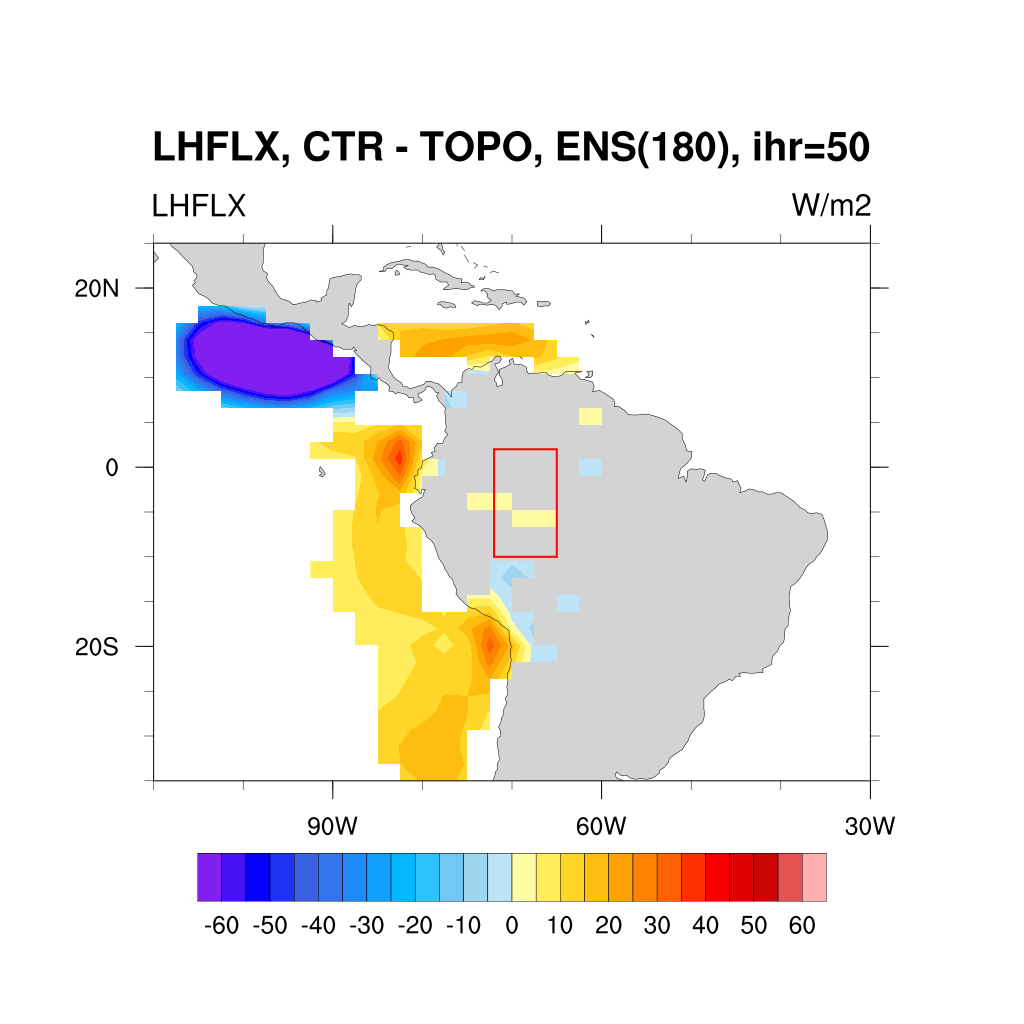 LHFLX, CTR - TOPO, ENS(180), ihr=50
LHFLX W/m2
20N
0
20S
90W 60W 30W
-60 -50 -40 -30 -20 -10 0 10 20 30 40 50 60